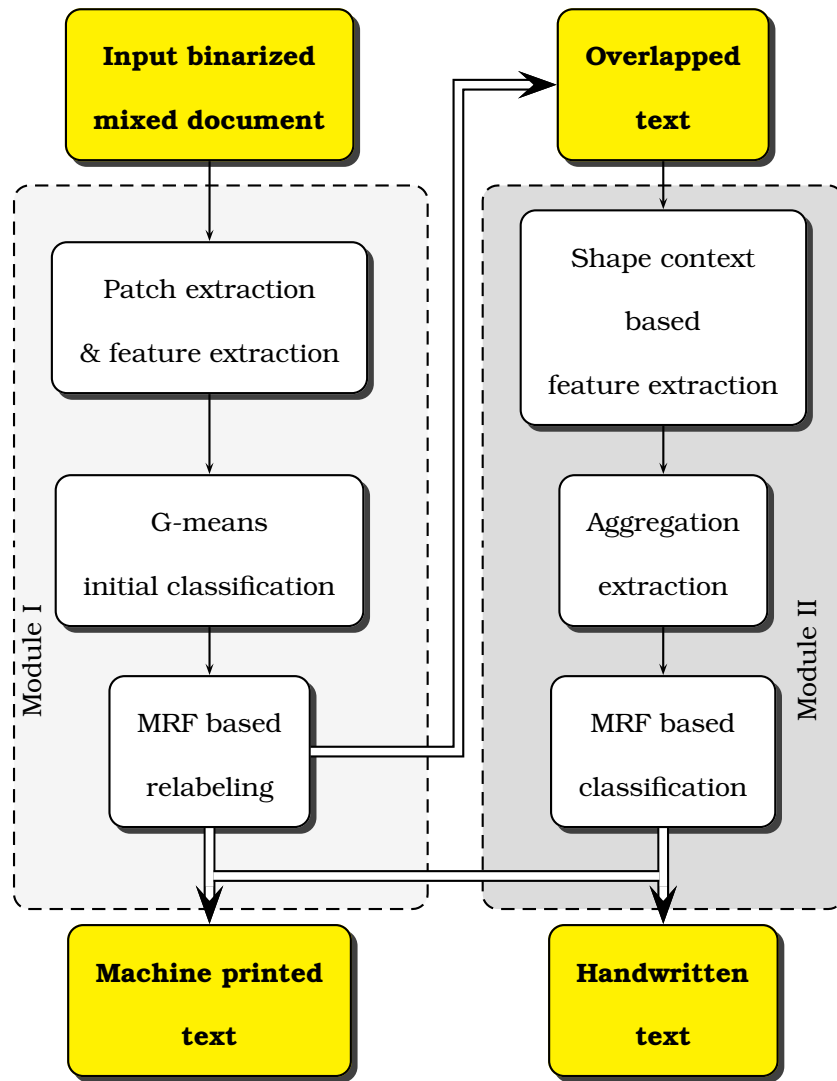 Input binarized
mixed document
Patch extraction
& feature extraction
G-means
initial classification
MRF based
relabeling
Module I
Machine printed
text
Overlapped
text
Shape context
based
feature extraction
Aggregation
extraction
MRF based
classification
Module II
Handwritten
text